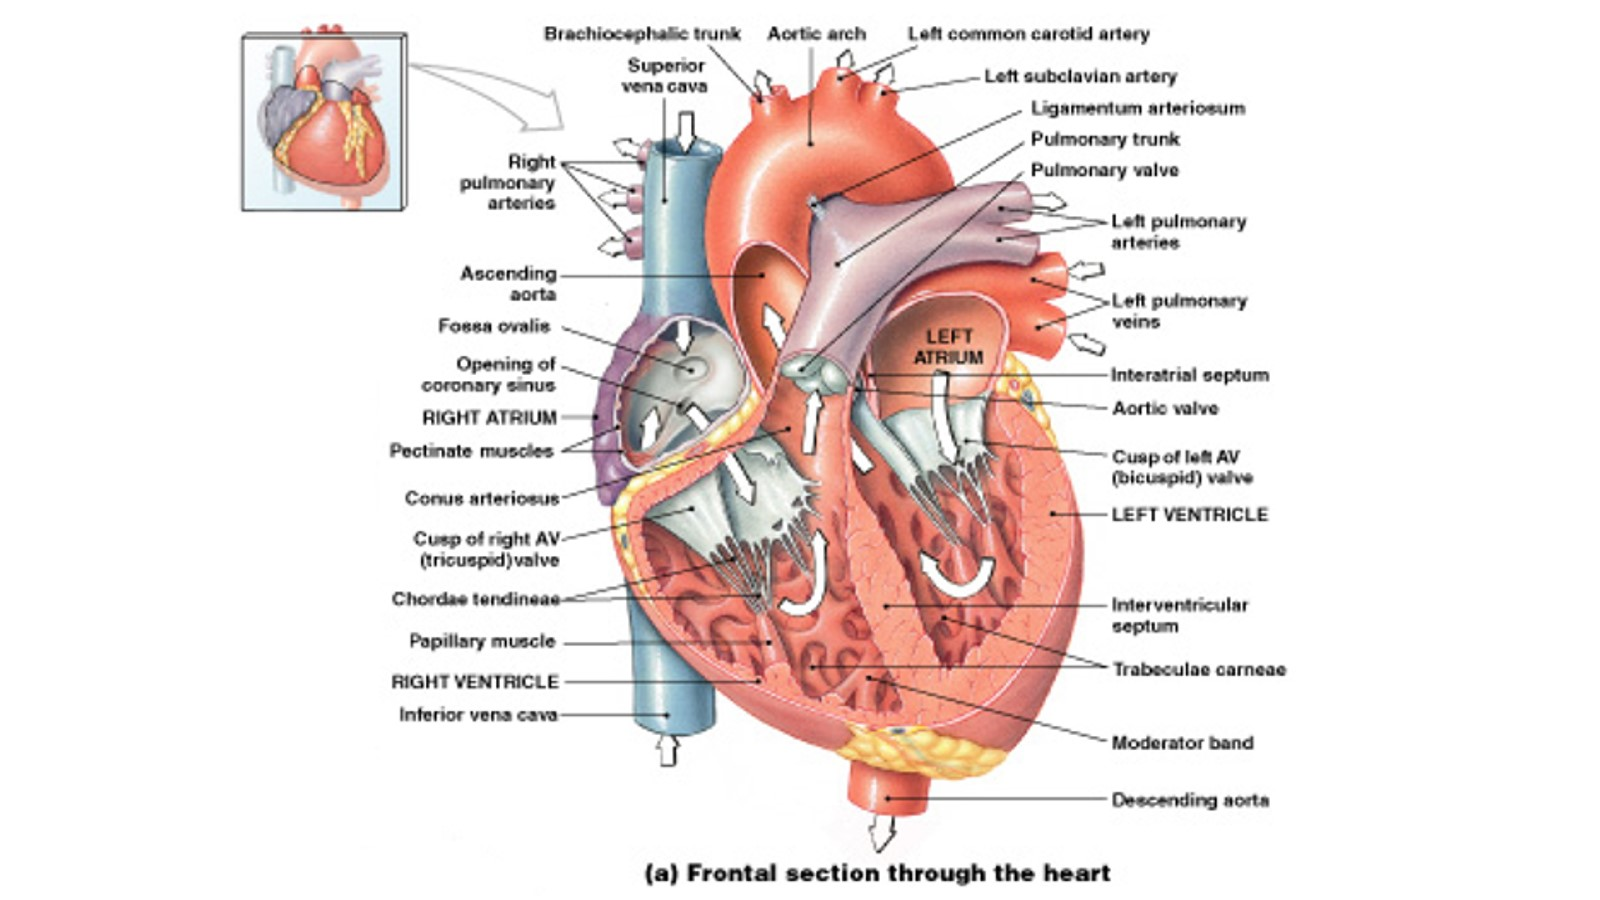 Brachiocephalic trunk
Aortic arch
Left common carotid artery
Superior
vena cava
Left subclavian artery
Ligamentum arteriosum
Pulmonary trunk
Pulmonary valve
Right
pulmonary
arteries
Left pulmonary
arteries
Ascending
aorta
Left pulmonary
veins
Fossa ovalis
LEFT
ATRIUM
Opening of
coronary sinus
Interatrial septum
RIGHT ATRIUM
Aortic valve
Pectinate muscles
Cusp of left AV
(bicuspid) valve
Conus arteriosus
LEFT VENTRICLE
Cusp of right AV
(tricuspid)valve
Chordae tendineae
Interventricular
septum
Papillary muscle
Trabeculae carneae
RIGHT VENTRICLE
Inferior vena cava
Moderator band
Descending aorta
(a) Frontal section through the heart